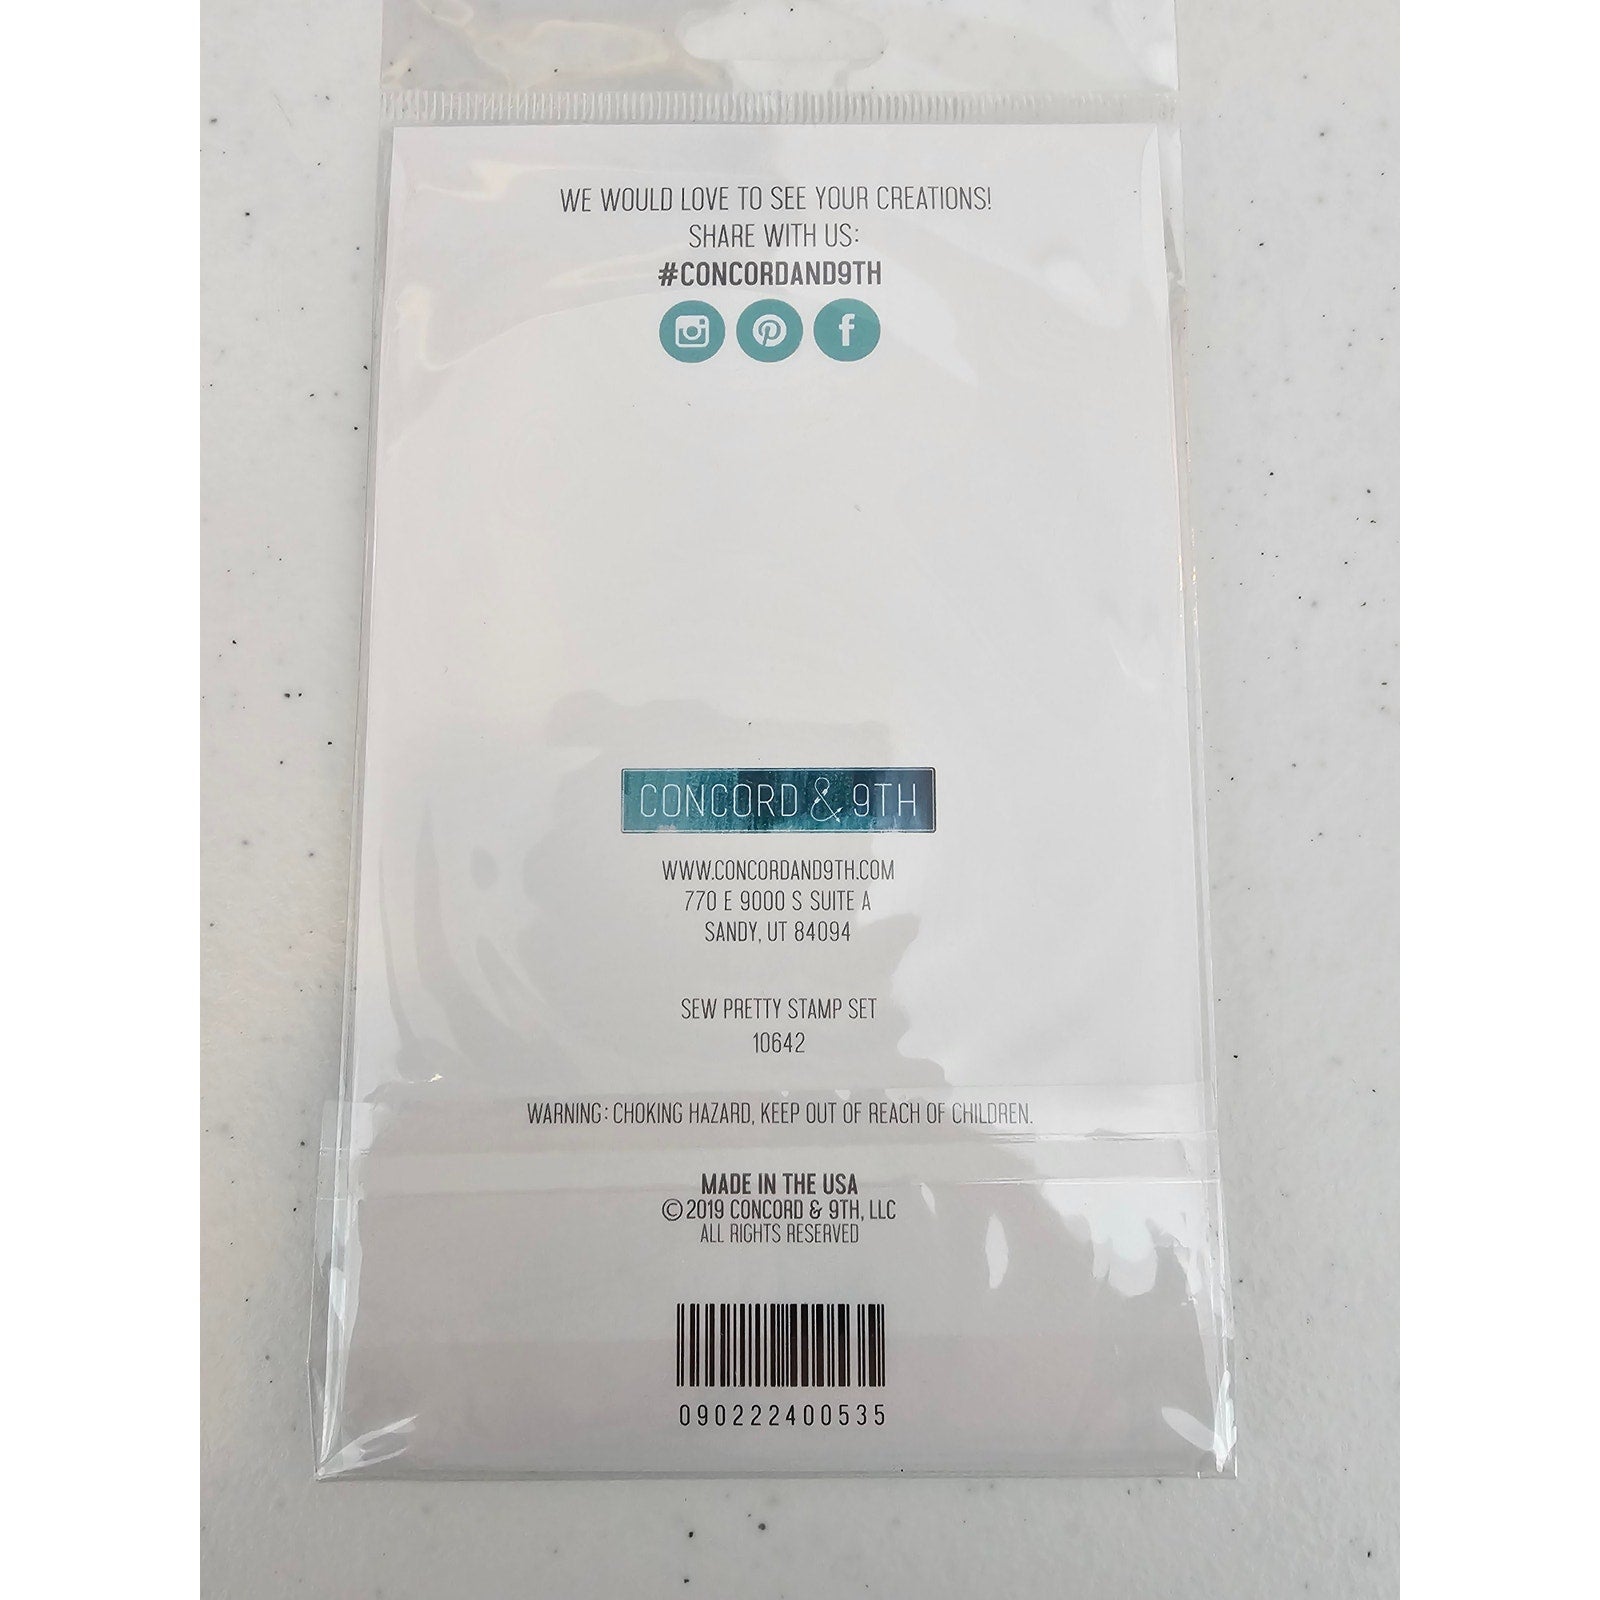 WE WOULD LOVE TO SEE YOUR CREATIONS!
SHARE WITH US:
#CONCORDAND9TH
CONCORD & 9TH
WWW.CONCORDAND9TH.COM
770 E 9000 S SUITE A
SANDY, UT 84094
SEW PRETTY STAMP SET
10642
WARNING: CHOKING HAZARD, KEEP OUT OF REACH OF CHILDREN.
MADE IN THE USA
©2019 CONCORD & 9TH, LLC
ALL RIGHTS RESERVED
090222400535